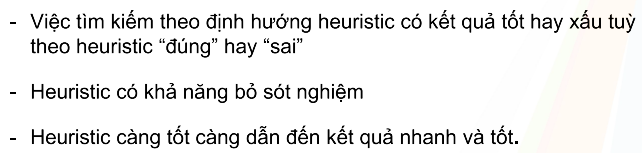 - Việc tìm kiếm theo định hướng heuristic có kết quả tốt hay xấu tuỳ
theo heuristic “đúng” hay “sai”
- Heuristic có khả năng bỏ sót nghiệm
- Heuristic càng tốt càng dẫn đến kết quả nhanh và tốt.